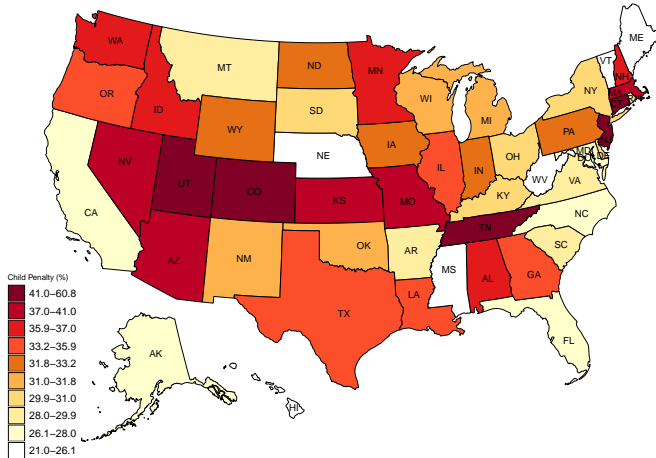 WA
ME
VT
MT
ND
MN
NH
OR
NY
MA
WI
CT
ID
SD
MI
WY
PA
IA
NE
OH
MD
DE
NV
IL
IN
UT
CO
WV
VA
KS
MO
KY
CA
NC
TN
OK
AR
SC
AZ
NM
MS
AL
GA
LA
TX
FL
AK
HI
Child Penalty (%)
41.0–60.8
37.0–41.0
35.9–37.0
33.2–35.9
31.8–33.2
31.0–31.8
29.9–31.0
28.0–29.9
26.1–28.0
21.0–26.1